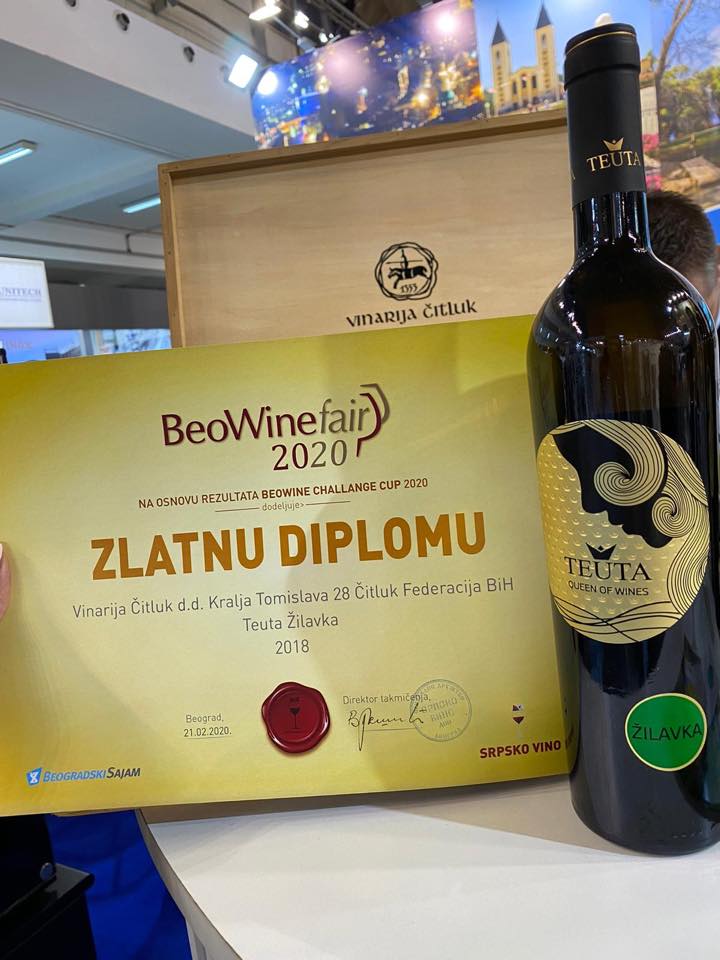 TEUTA
UNITECH
1353
VINARIJA ČITLUK
BeoWinefair
2020
NA OSNOVU REZULTATA BEOWINE CHALLANGE CUP 2020
dodeljuje>
ZLATNU DIPLOMU
Vinarija Čitluk d.d. Kralja Tomislava 28 Čitluk Federacija BiH
Teuta Žilavka
2018
Beograd,
21.02.2020.
Direktor takmičenja,
BEOGRADSKI SAJAM
SRPSKO VINO
TEUTA
QUEEN OF WINES
ŽILAVKA